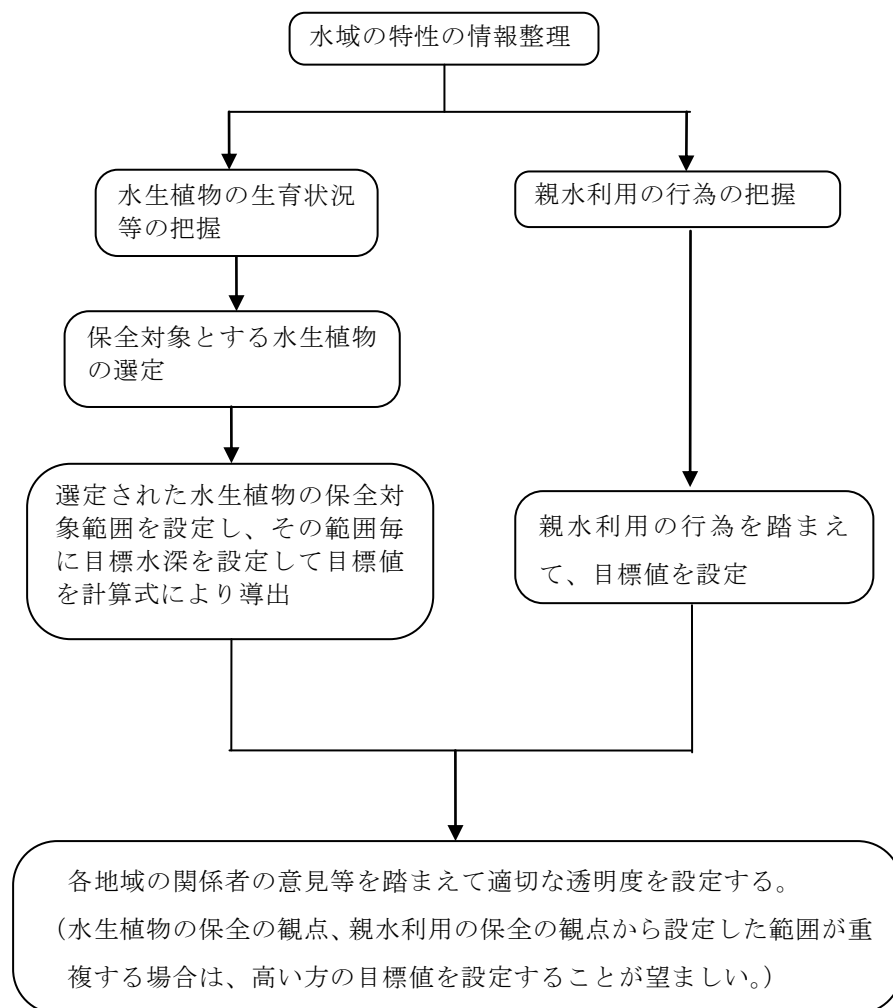 水域の特性の情報整理
水生植物の生育状況
等の把握
親水利用の行為の把握
保全対象とする水生植物
の選定
選定された水生植物の保全対
象範囲を設定し、その範囲毎
に目標水深を設定して目標値
を計算式により導出
親水利用の行為を踏まえ
て、目標値を設定
各地域の関係者の意見等を踏まえて適切な透明度を設定する。
(水生植物の保全の観点、親水利用の保全の観点から設定した範囲が重
複する場合は、高い方の目標値を設定することが望ましい。)